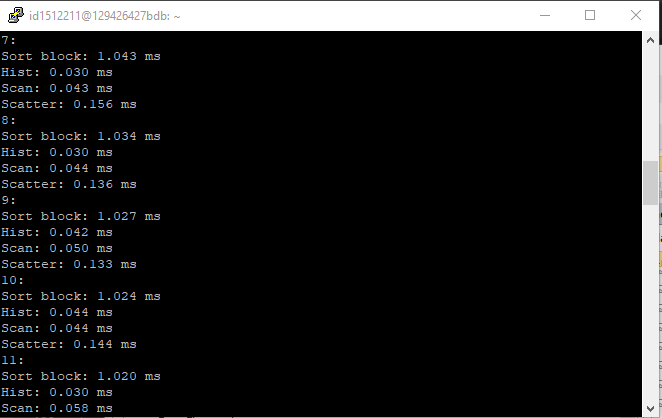 id1512211@129426427bdb: ~
7:
Sort block: 1.043 ms
Hist: 0.030 ms
Scan: 0.043 ms
Scatter: 0.156 ms
8:
Sort block: 1.034 ms
Hist: 0.030 ms
Scan: 0.044 ms
Scatter: 0.136 ms
9:
Sort block: 1.027 ms
Hist: 0.042 ms
Scan: 0.050 ms
Scatter: 0.133 ms
10:
Sort block: 1.024 ms
Hist: 0.044 ms
Scan: 0.044 ms
Scatter: 0.144 ms
11:
Sort block: 1.020 ms
Hist: 0.030 ms
Scan: 0.058 ms